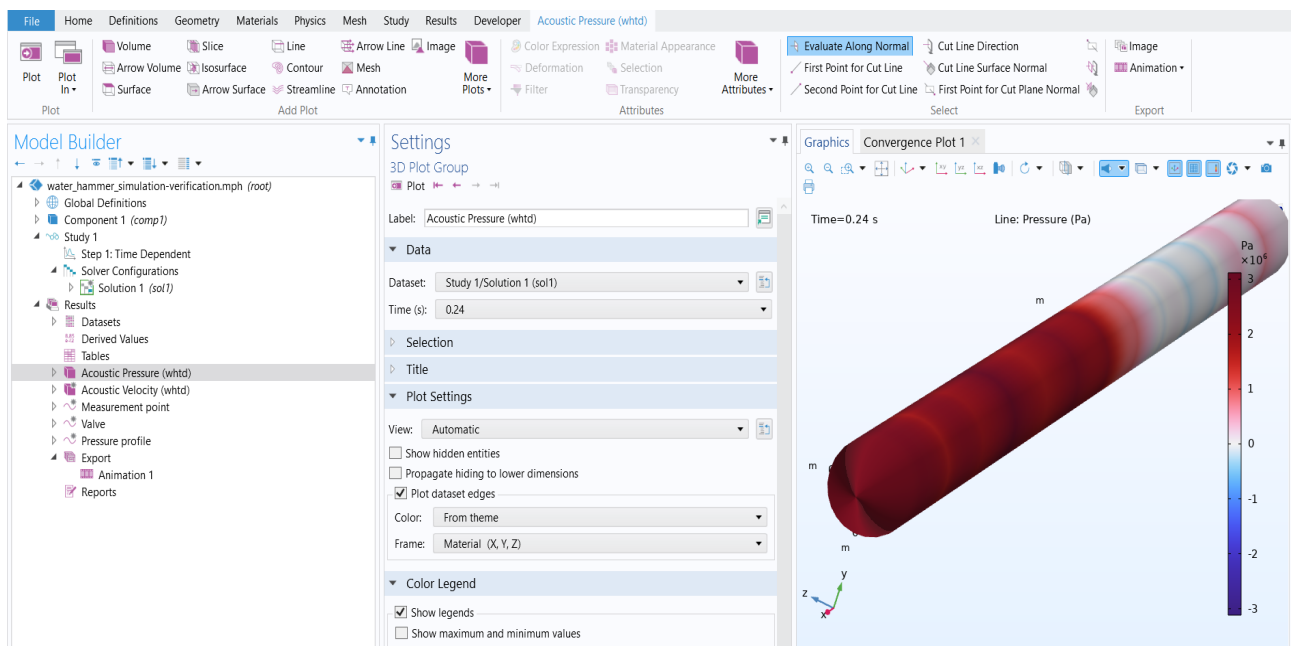 File Home Definitions Geometry Materials Physics Mesh Study Results Developer Acoustic Pressure (whtd)
Volume Slice Line Arrow Line Image Color Expression Material Appearance Evaluate Along Normal Cut Line Direction Image
Plot Plot In Arrow Volume Isosurface Contour Mesh More Plots Deformation Selection More Attributes First Point for Cut Line Cut Line Surface Normal Animation
Surface Arrow Surface Streamline Annotation Filter Transparency Second Point for Cut Line First Point for Cut Plane Normal
Plot Add Plot Attributes Select Export
Model Builder
water_hammer_simulation-verification.mph (root)
Global Definitions
Component 1 (comp1)
Study 1
Step 1: Time Dependent
Solver Configurations
Solution 1 (sol1)
Results
Datasets
Derived Values
Tables
Acoustic Pressure (whtd)
Acoustic Velocity (whtd)
Measurement point
Valve
Pressure profile
Export
Animation 1
Reports
Settings
3D Plot Group
Plot
Label: Acoustic Pressure (whtd)
Data
Dataset: Study 1/Solution 1 (sol1)
Time (s): 0.24
Selection
Title
Plot Settings
View: Automatic
Show hidden entities
Propagate hiding to lower dimensions
Plot dataset edges
Color: From theme
Frame: Material (X, Y, Z)
Color Legend
Show legends
Show maximum and minimum values
Graphics Convergence Plot 1
Time=0.24 s Line: Pressure (Pa)
Pa
×10⁶
3
m
2
1
0
m
-1
m
-2
y
z
x
-3